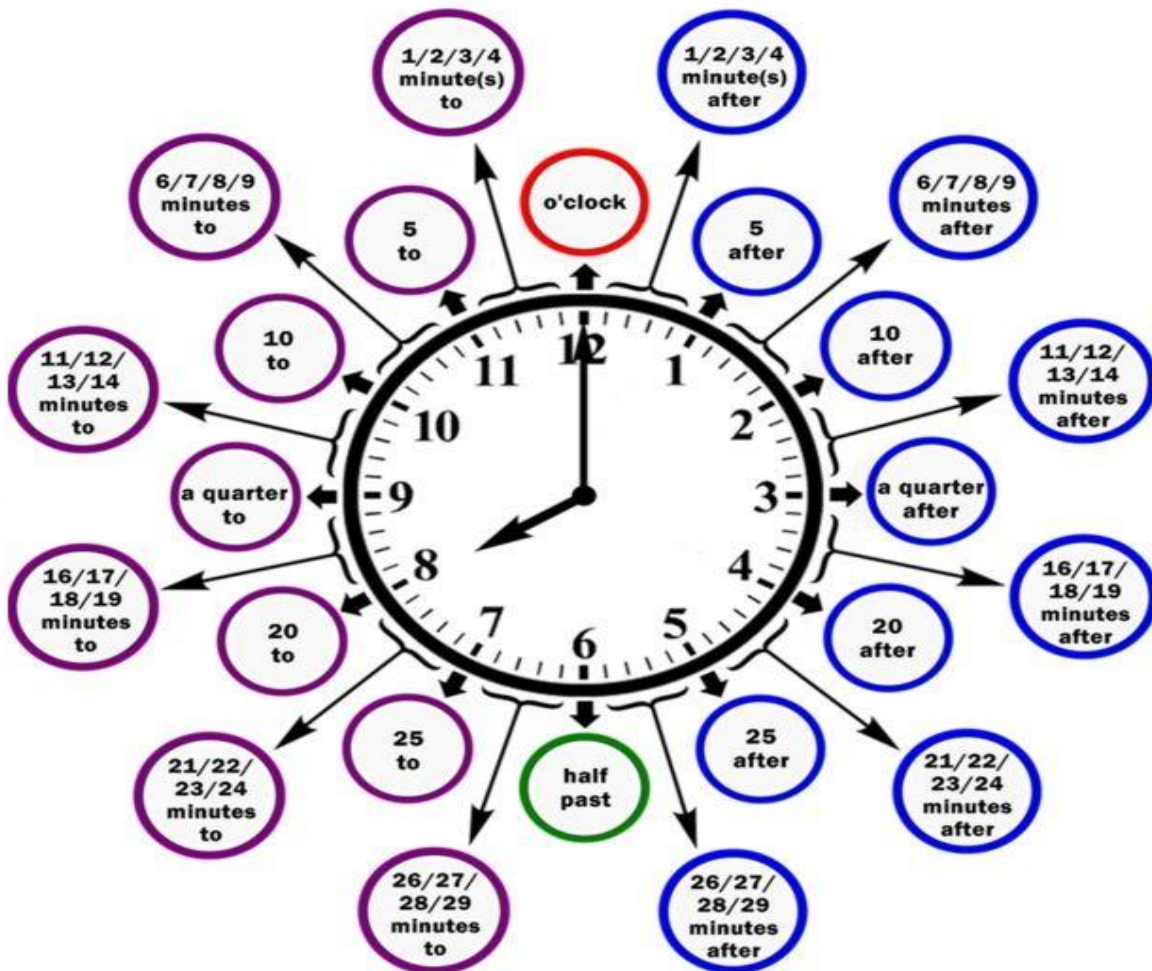 1/2/3/4
minute(s)
to
1/2/3/4
minute(s)
after
6/7/8/9
minutes
to
5
to
o'clock
5
after
6/7/8/9
minutes
after
10
to
10
after
11/12/
13/14
minutes
to
11/12/
13/14
minutes
after
a quarter
to
a quarter
after
16/17/
18/19
minutes
to
16/17/
18/19
minutes
after
20
to
20
after
21/22/
23/24
minutes
to
25
to
half
past
25
after
21/22/
23/24
minutes
after
26/27/
28/29
minutes
to
26/27/
28/29
minutes
after
12
1
2
3
4
5
6
7
8
9
10
11